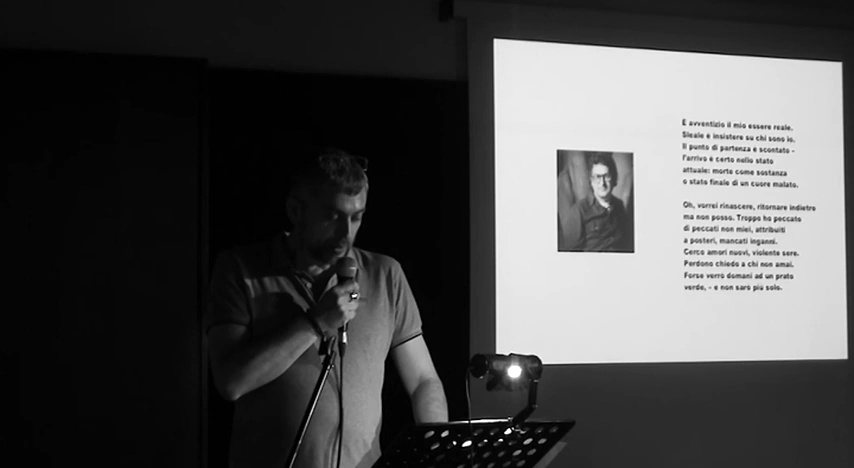 È avventizio il mio essere reale.
Sleale è insistere su chi sono io.
Il punto di partenza è scontato -
l'arrivo è certo nello stato
attuale: morte come sostanza
o stato finale di un cuore malato.
Oh, vorrei rinascere, ritornare indietro
ma non posso. Troppo ho peccato
di peccati non miei, attribuiti
a posteri, mancati inganni.
Cerco amori nuovi, violente sere.
Perdono chiedo a chi non amai.
Forse verrò domani ad un prato
verde, - e non sarò più solo.